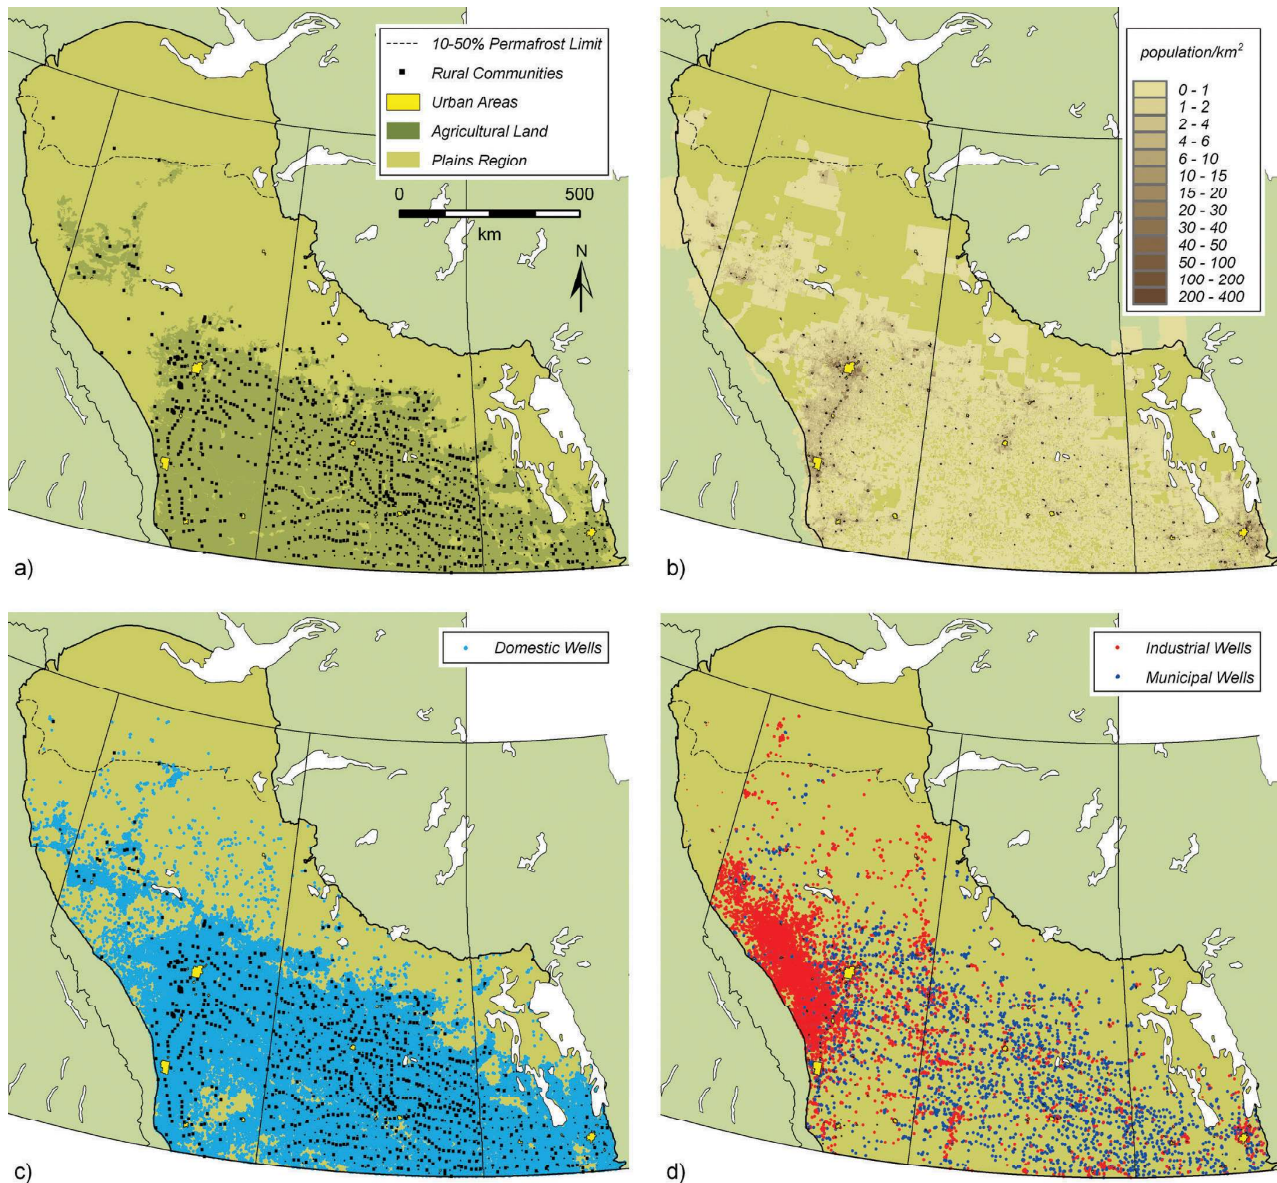 10-50% Permafrost Limit
Rural Communities
Urban Areas
Agricultural Land
Plains Region
0 500
km
N
a)
population/km²
0 - 1
1 - 2
2 - 4
4 - 6
6 - 10
10 - 15
15 - 20
20 - 30
30 - 40
40 - 50
50 - 100
100 - 200
200 - 400
b)
Domestic Wells
c)
Industrial Wells
Municipal Wells
d)